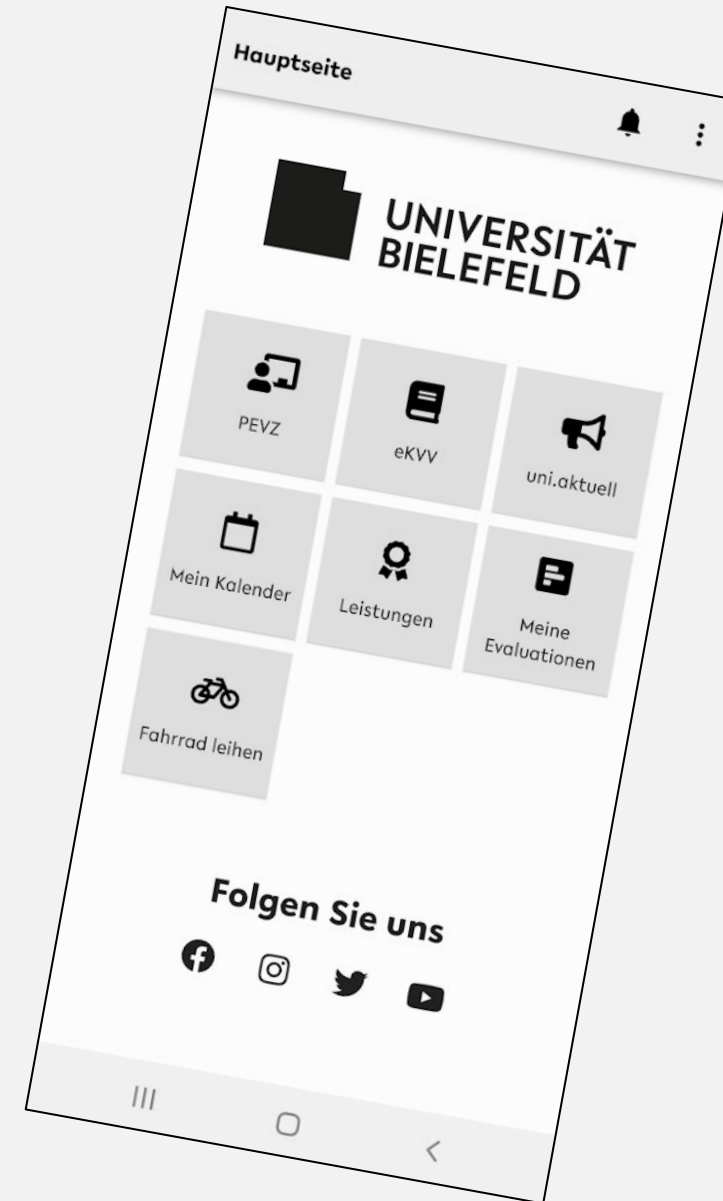 Hauptseite
UNIVERSITÄT
BIELEFELD
PEVZ
eKVV
uni.aktuell
Mein Kalender
Leistungen
Meine
Evaluationen
Fahrrad leihen
Folgen Sie uns